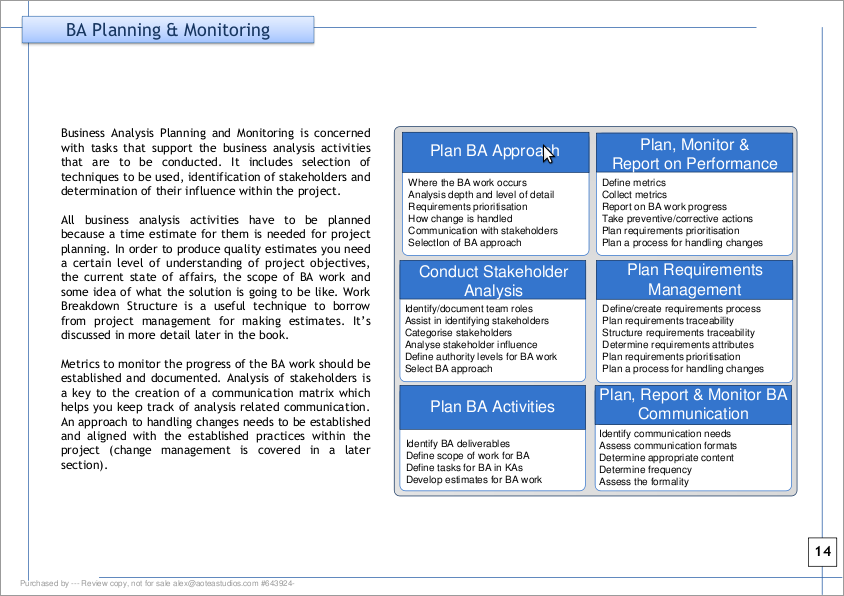 BA Planning & Monitoring
Business Analysis Planning and Monitoring is concerned
with tasks that support the business analysis activities
that are to be conducted. It includes selection of
techniques to be used, identification of stakeholders and
determination of their influence within the project.
All business analysis activities have to be planned
because a time estimate for them is needed for project
planning. In order to produce quality estimates you need
a certain level of understanding of project objectives,
the current state of affairs, the scope of BA work and
some idea of what the solution is going to be like. Work
Breakdown Structure is a useful technique to borrow
from project management for making estimates. It's
discussed in more detail later in the book.
Metrics to monitor the progress of the BA work should be
established and documented. Analysis of stakeholders is
a key to the creation of a communication matrix which
helps you keep track of analysis related communication.
An approach to handling changes needs to be established
and aligned with the established practices within the
project (change management is covered in a later
section).
Plan BA Approach
Where the BA work occurs
Analysis depth and level of detail
Requirements prioritisation
How change is handled
Communication with stakeholders
Selection of BA approach
Plan, Monitor &
Report on Performance
Define metrics
Collect metrics
Report on BA work progress
Take preventive/corrective actions
Plan requirements prioritisation
Plan a process for handling changes
Conduct Stakeholder
Analysis
Identify/document team roles
Assist in identifying stakeholders
Categorise stakeholders
Analyse stakeholder influence
Define authority levels for BA work
Select BA approach
Plan Requirements
Management
Define/create requirements process
Plan requirements traceability
Structure requirements traceability
Determine requirements attributes
Plan requirements prioritisation
Plan a process for handling changes
Plan BA Activities
Identify BA deliverables
Define scope of work for BA
Define tasks for BA in KAs
Develop estimates for BA work
Plan, Report & Monitor BA
Communication
Identify communication needs
Assess communication formats
Determine appropriate content
Determine frequency
Assess the formality
14
Purchased by --- Review copy, not for sale alex@aoteastudios.com #643924-